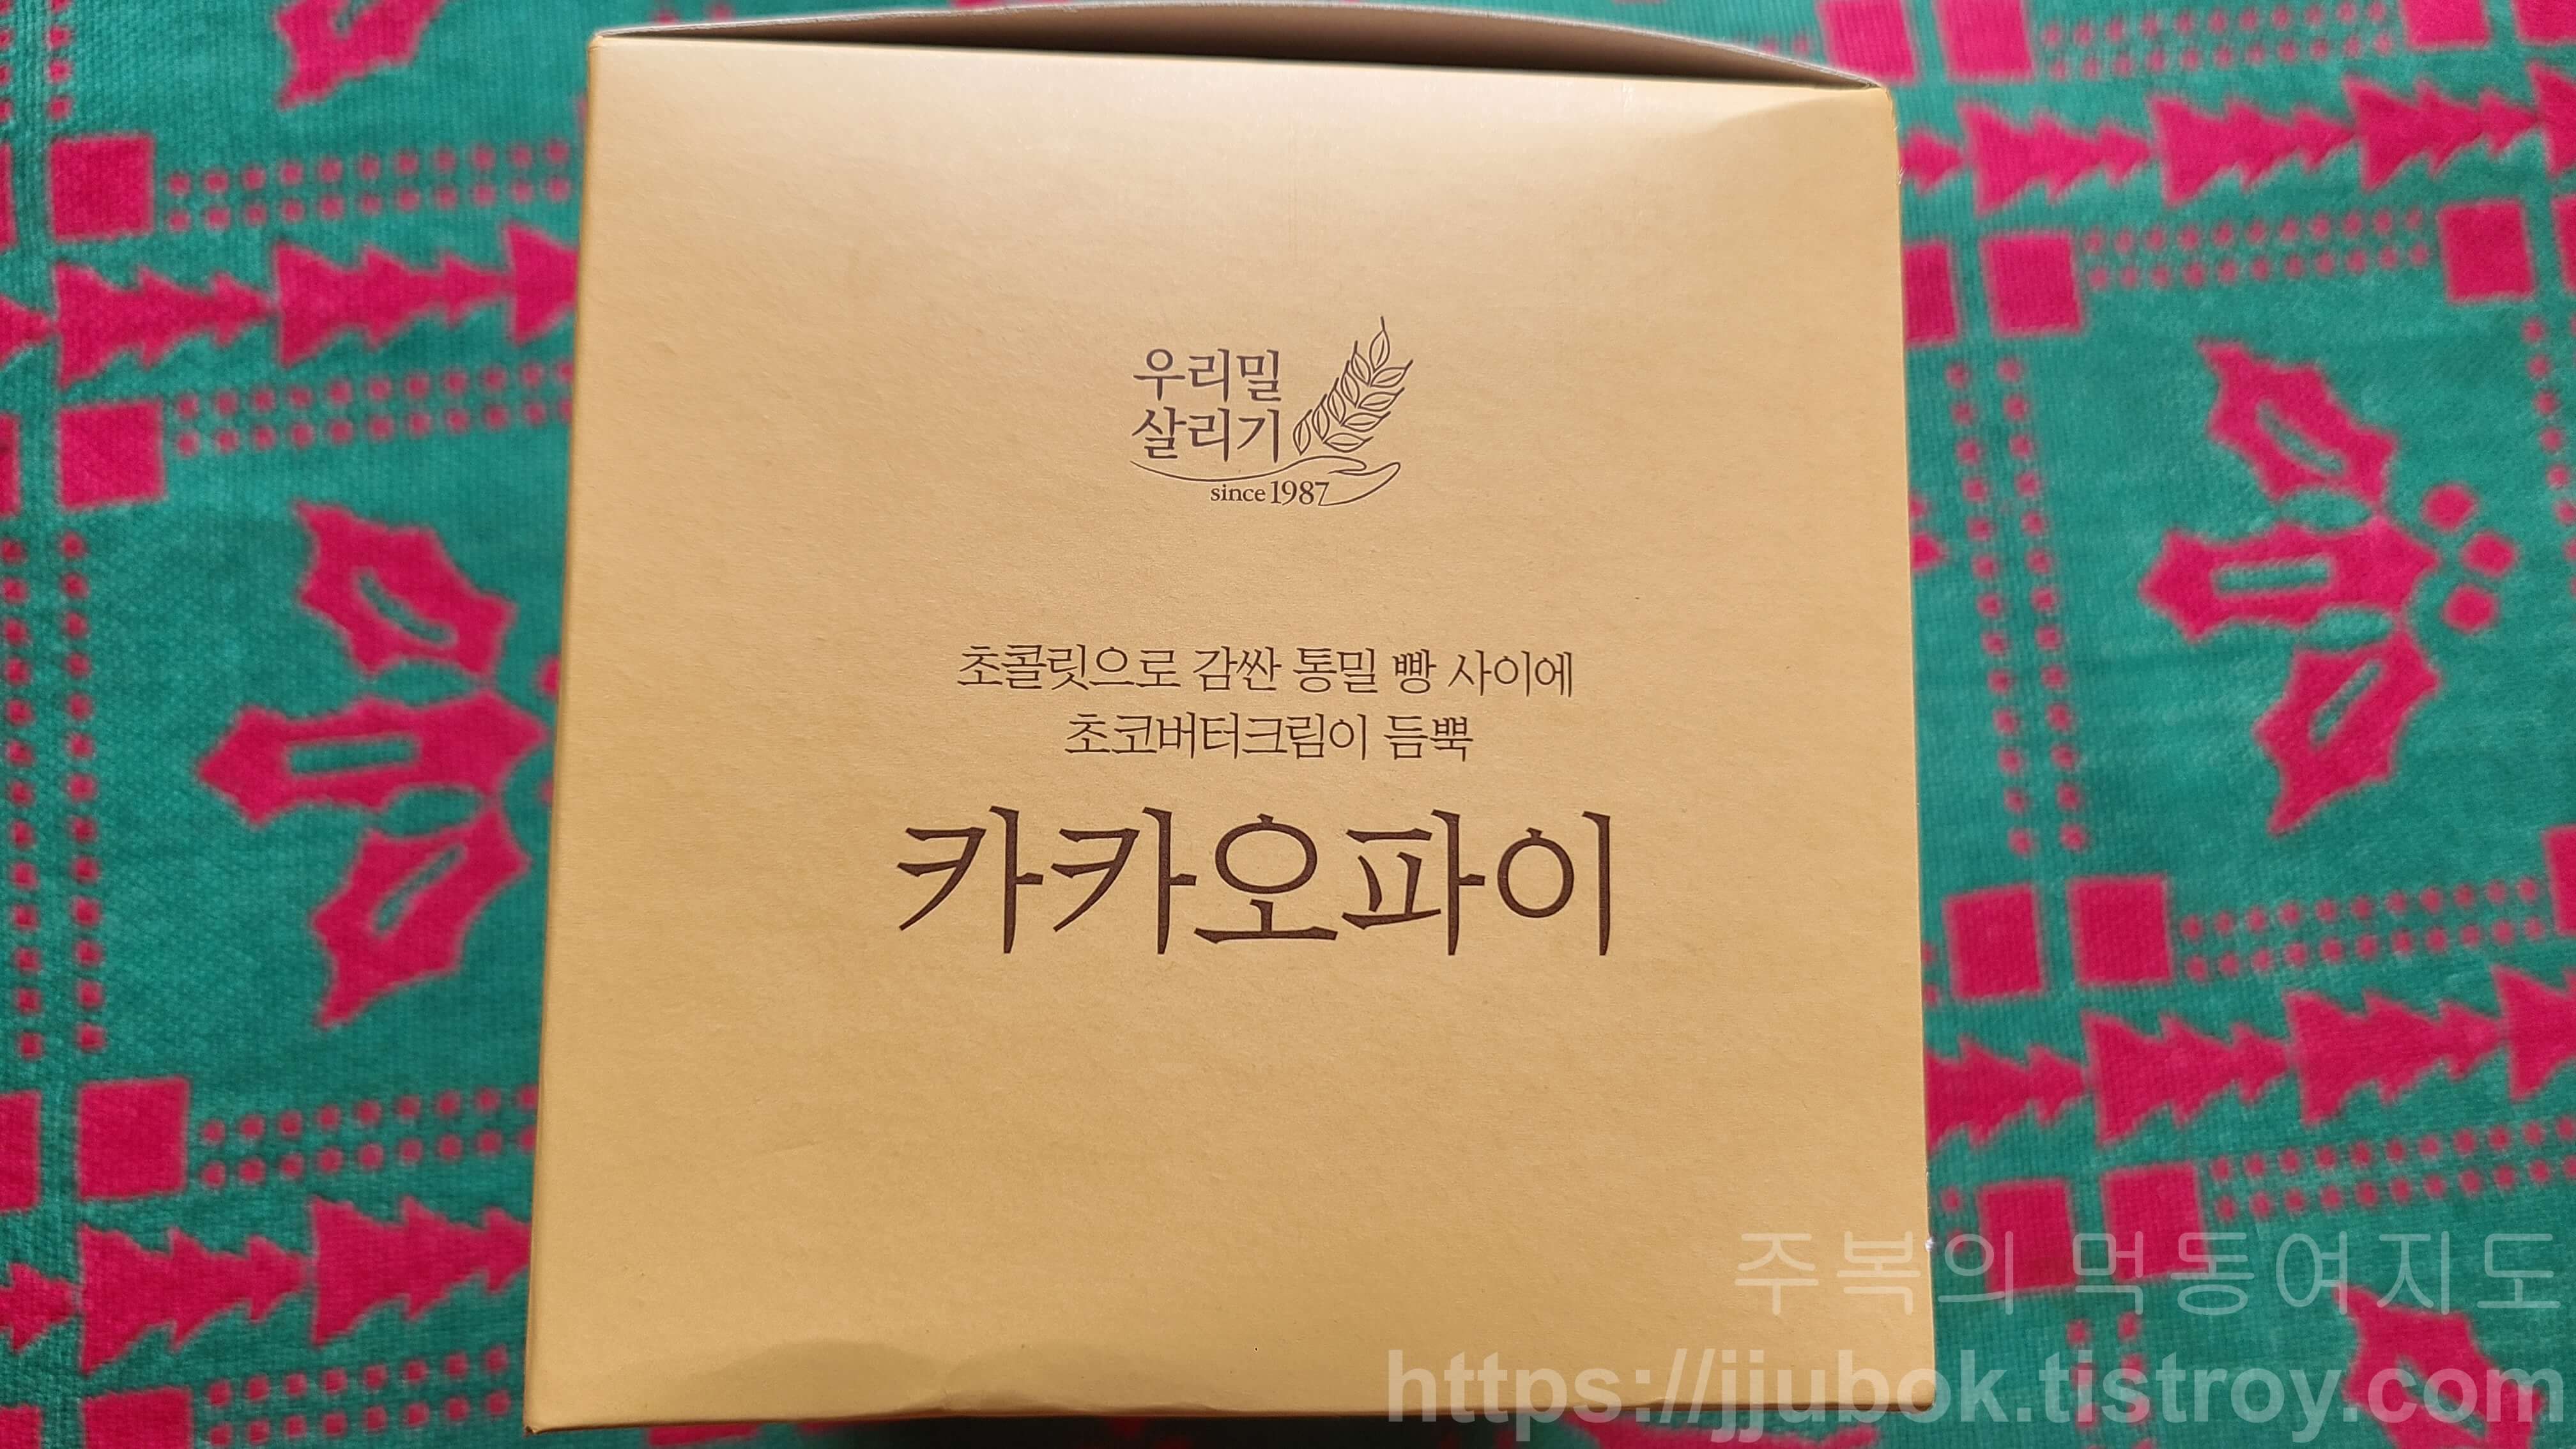 우리밀
살리기
since 1987
초콜릿으로 감싼 통밀 빵 사이에
초코버터크림이 듬뿍
카카오파이
주복의 먹동여지도
https://jjubok.tistroy.com